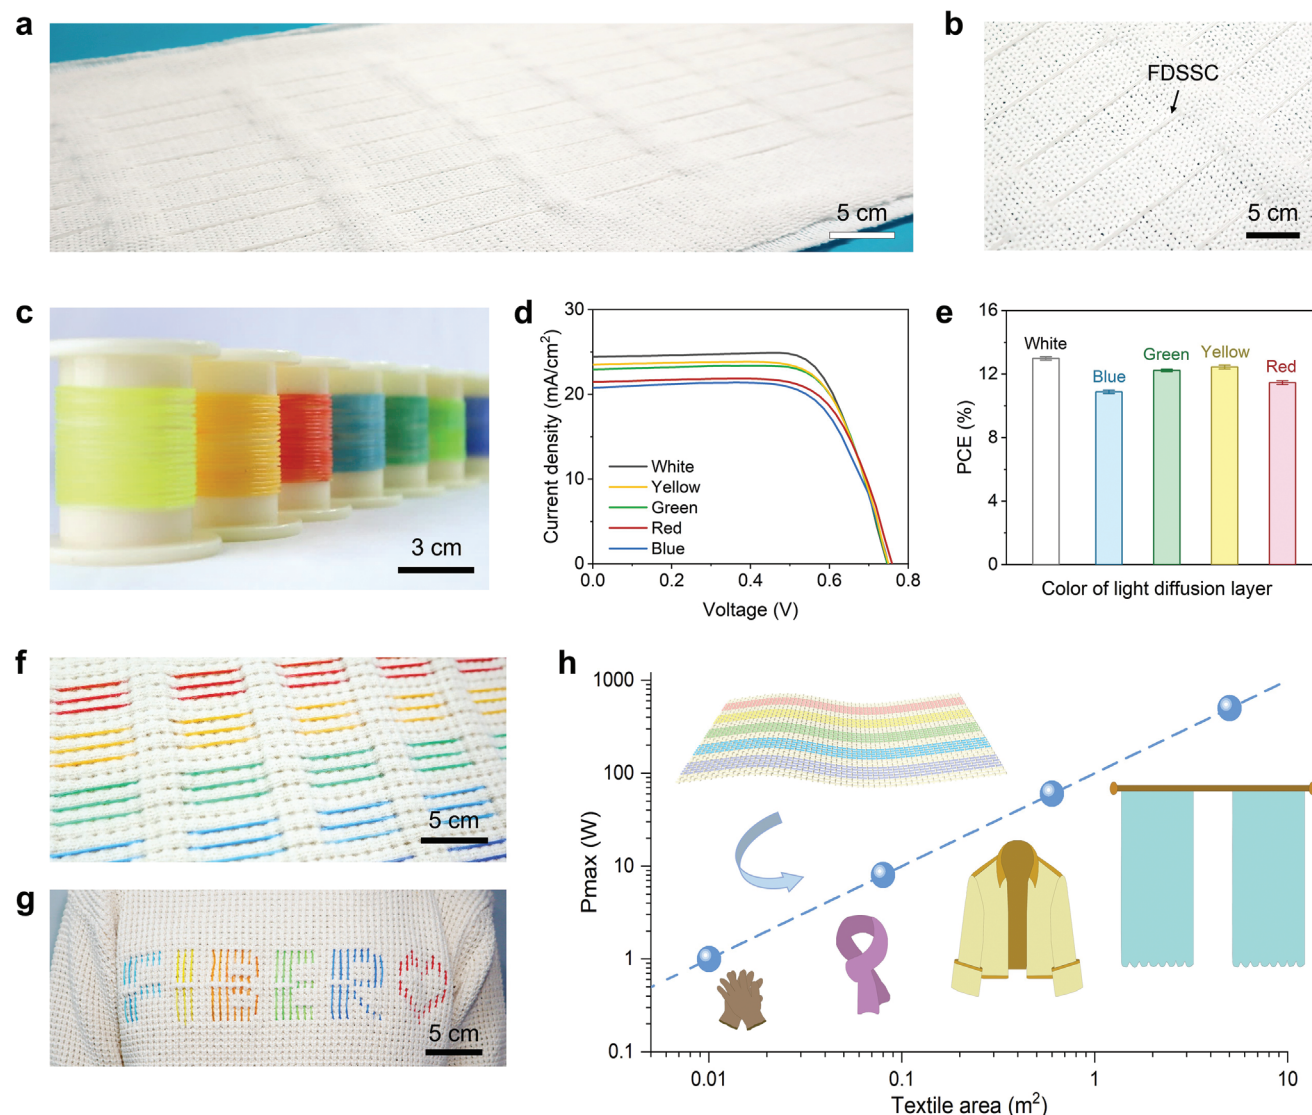 a
b
FDSSC
5 cm
5 cm
c
3 cm
d
Current density (mA/cm²)
30
20
10
0
White
Yellow
Green
Red
Blue
0.0
0.2
0.4
0.6
0.8
Voltage (V)
e
PCE (%)
16
12
8
4
0
White
Blue
Green
Yellow
Red
Color of light diffusion layer
f
5 cm
g
FIBER
5 cm
h
Pmax (W)
1000
100
10
1
0.1
0.01
0.1
1
10
Textile area (m²)